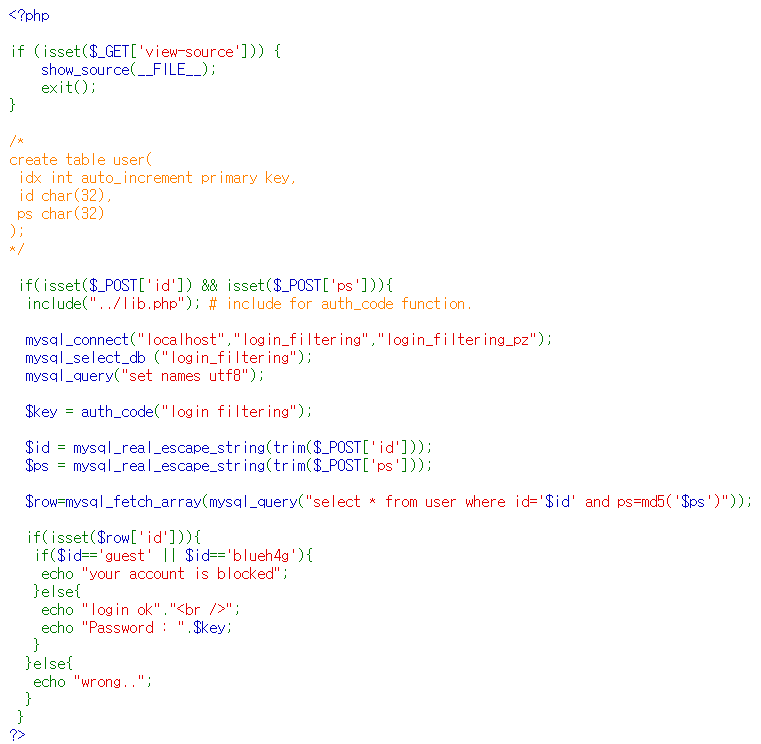 <?php

if (isset($_GET['view-source'])) {
    show_source(__FILE__);
    exit();
}

/*
create table user(
 idx int auto_increment primary key,
 id char(32),
 ps char(32)
);
*/

 if(isset($_POST['id']) && isset($_POST['ps'])){
  include("../lib.php"); # include for auth_code function.

  mysql_connect("localhost","login_filtering","login_filtering_pz");
  mysql_select_db ("login_filtering");
  mysql_query("set names utf8");

  $key = auth_code("login filtering");

  $id = mysql_real_escape_string(trim($_POST['id']));
  $ps = mysql_real_escape_string(trim($_POST['ps']));

  $row=mysql_fetch_array(mysql_query("select * from user where id='$id' and ps=md5('$ps')"));

  if(isset($row['id'])){
   if($id=='guest' || $id=='blueh4g'){
    echo "your account is blocked";
   }else{
    echo "login ok"."<br />";
    echo "Password : ".$key;
   }
  }else{
   echo "wrong..";
  }
 }
?>